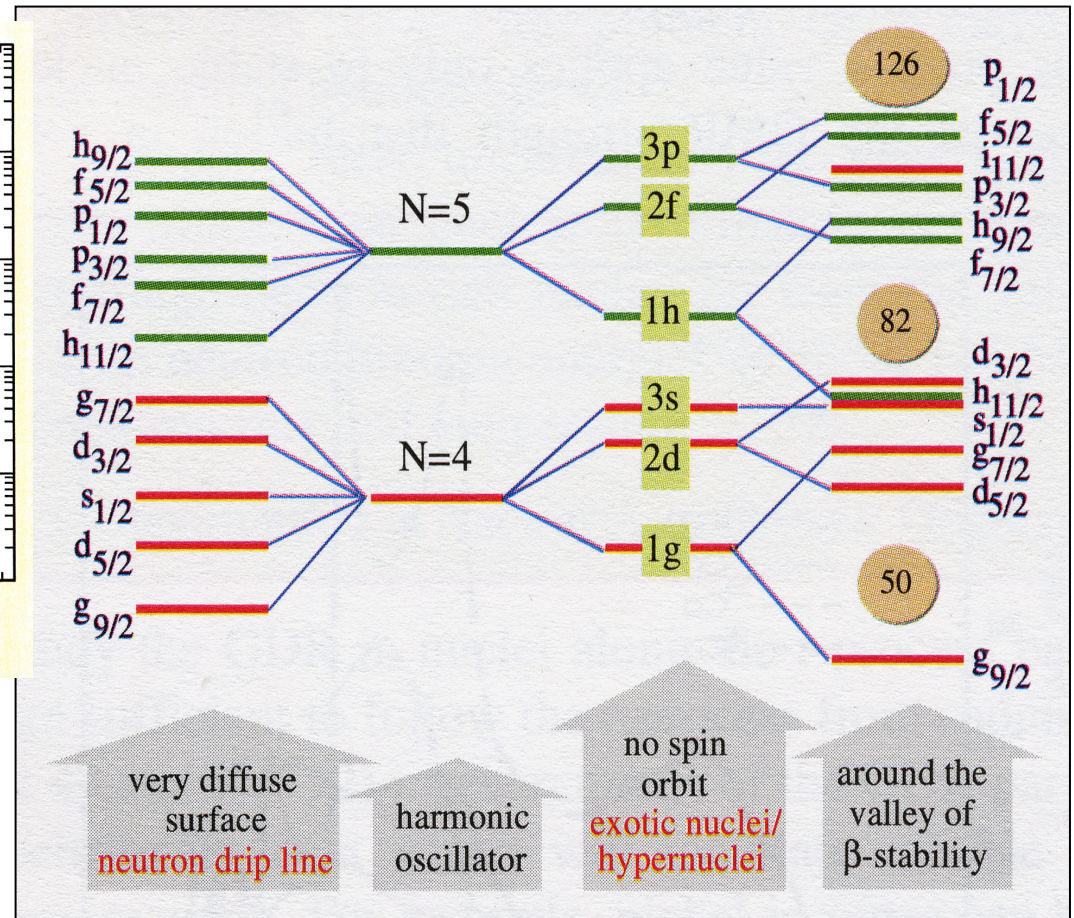 126
p1/2
f5/2
i11/2
p3/2
h9/2
f7/2
82
d3/2
h11/2
s1/2
g7/2
d5/2
50
g9/2
h9/2
f5/2
p1/2
p3/2
f7/2
h11/2
g7/2
d3/2
s1/2
d5/2
g9/2
N=5
N=4
3p
2f
1h
3s
2d
1g
very diffuse
surface
neutron drip line
harmonic
oscillator
no spin
orbit
exotic nuclei/
hypernuclei
around the
valley of
β-stability